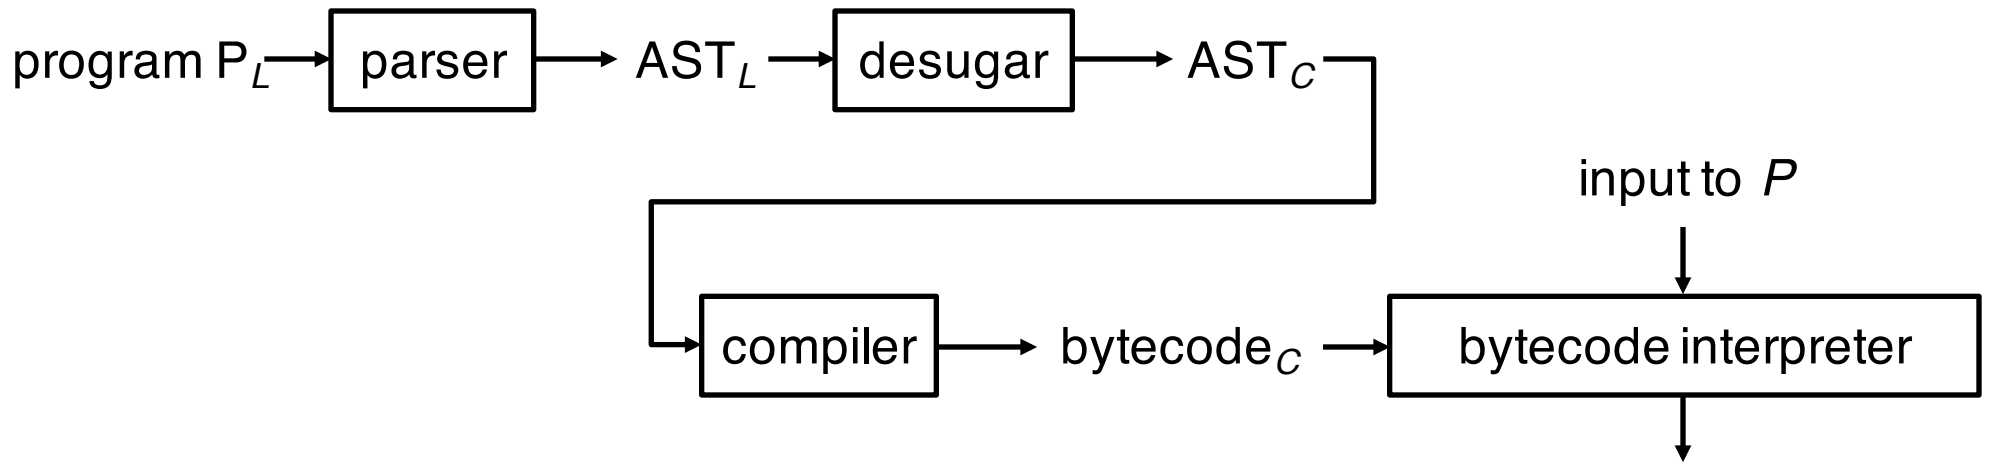 program P_L parser AST_L desugar AST_C
input to P
compiler bytecode_C bytecode interpreter